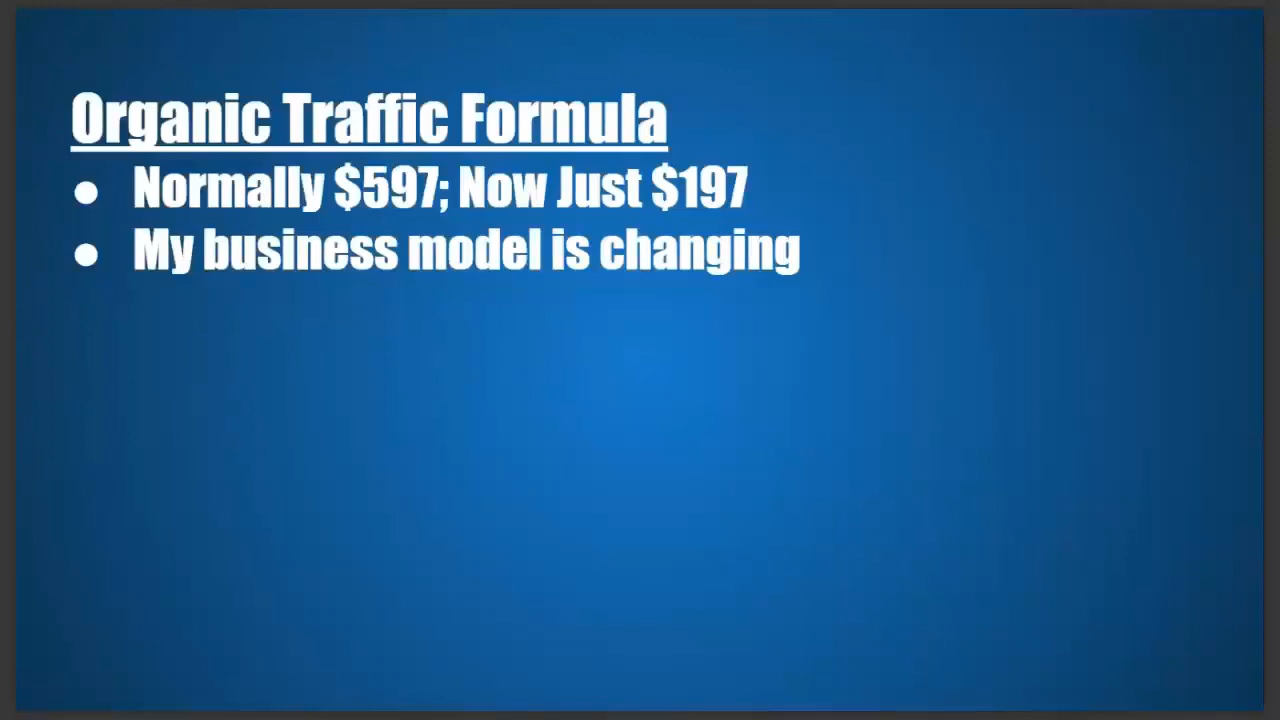 Organic Traffic Formula
● Normally $597; Now Just $197
● My business model is changing